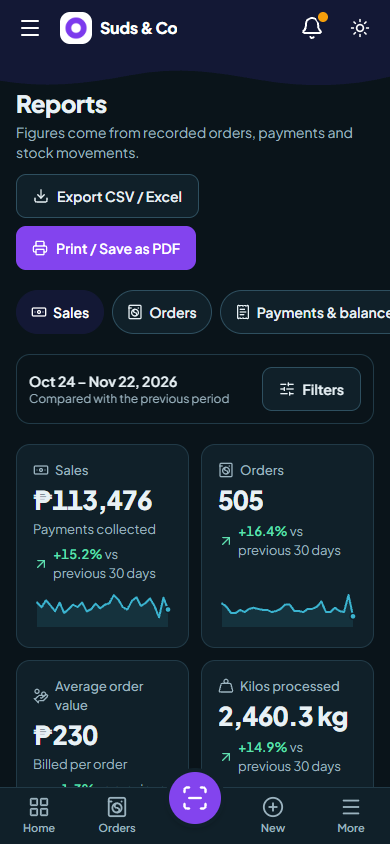 Suds & Co
Reports
Figures come from recorded orders, payments and
stock movements.
Export CSV / Excel
Print / Save as PDF
Sales
Orders
Payments & balance
Oct 24 – Nov 22, 2026
Compared with the previous period
Filters
Sales
₱113,476
Payments collected
+15.2% vs
previous 30 days
Orders
505
+16.4% vs
previous 30 days
Average order
value
₱230
Billed per order
Kilos processed
2,460.3 kg
+14.9% vs
previous 30 days
Home
Orders
New
More